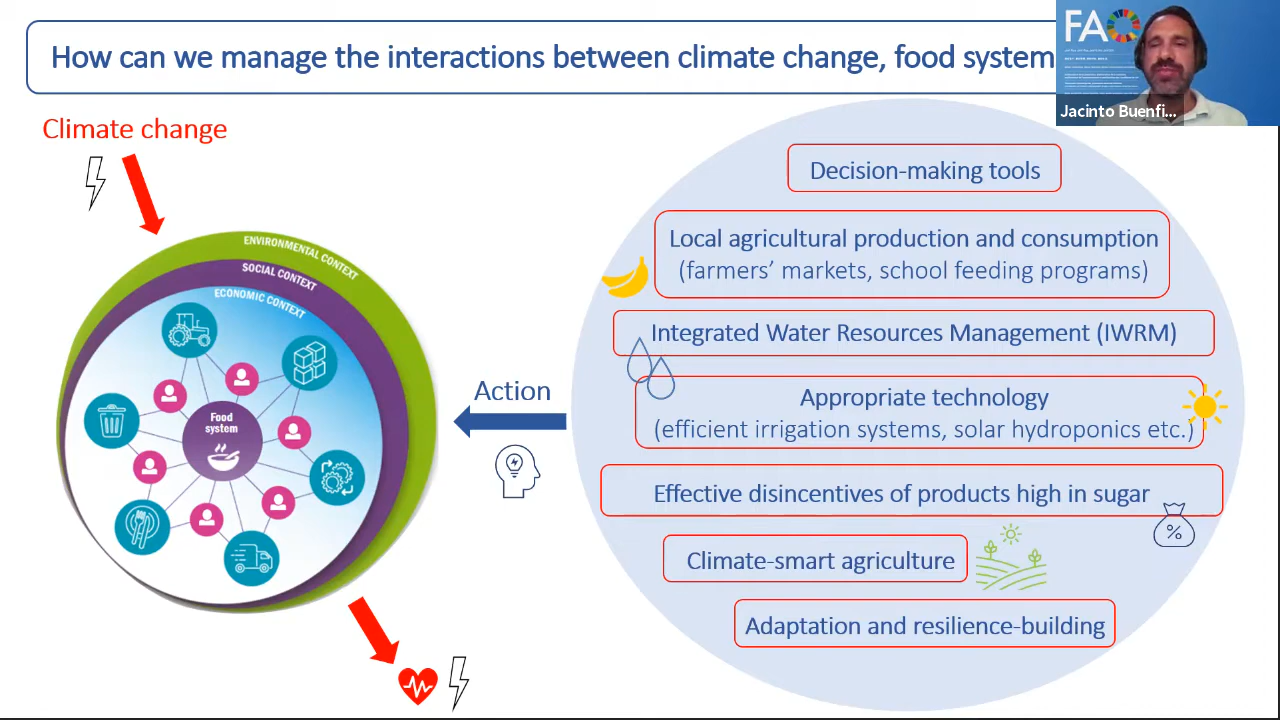 How can we manage the interactions between climate change, food system
FAO
Jacinto Buenfi...
Climate change
ENVIRONMENTAL CONTEXT
SOCIAL CONTEXT
ECONOMIC CONTEXT
Food
system
Action
Decision-making tools
Local agricultural production and consumption
(farmers’ markets, school feeding programs)
Integrated Water Resources Management (IWRM)
Appropriate technology
(efficient irrigation systems, solar hydroponics etc.)
Effective disincentives of products high in sugar
%
Climate-smart agriculture
Adaptation and resilience-building